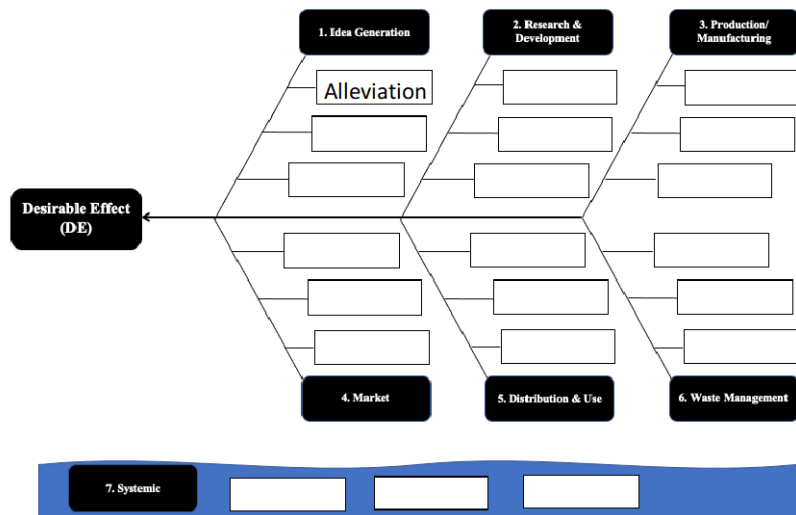 1. Idea Generation
2. Research &
Development
3. Production/
Manufacturing
Alleviation
Desirable Effect
(DE)
4. Market
5. Distribution & Use
6. Waste Management
7. Systemic